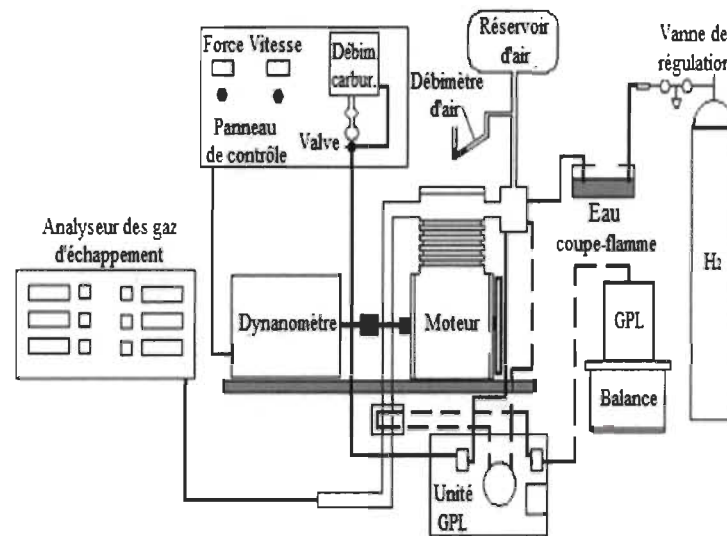 Force Vitesse
Débim.
carbur.
Panneau
de contrôle
Valve
Réservoir
d'air
Débimètre
d'air
Vanne de
régulation
Analyseur des gaz
d'échappement
Eau
coupe-flamme
H2
Dynanomètre
Moteur
GPL
Balance
Unité
GPL